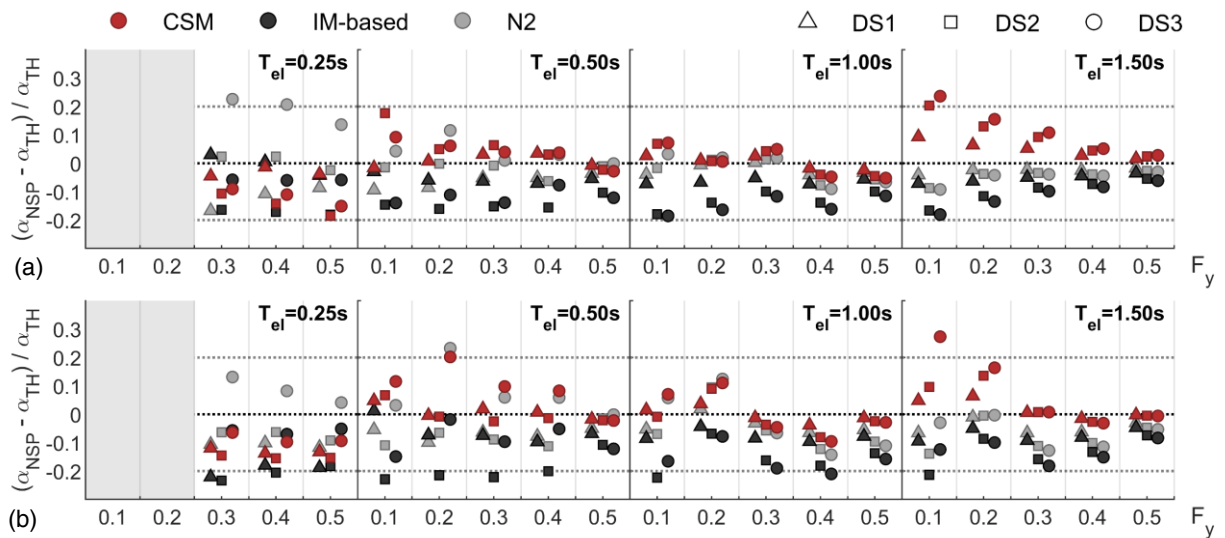 CSM IM-based N2 DS1 DS2 DS3
T_el=0.25s T_el=0.50s T_el=1.00s T_el=1.50s
(α_NSP - α_TH) / α_TH
0.3
0.2
0.1
0
-0.1
-0.2
(a)
0.1 0.2 0.3 0.4 0.5 0.1 0.2 0.3 0.4 0.5 0.1 0.2 0.3 0.4 0.5 0.1 0.2 0.3 0.4 0.5 F_y
T_el=0.25s T_el=0.50s T_el=1.00s T_el=1.50s
(α_NSP - α_TH) / α_TH
0.3
0.2
0.1
0
-0.1
-0.2
(b)
0.1 0.2 0.3 0.4 0.5 0.1 0.2 0.3 0.4 0.5 0.1 0.2 0.3 0.4 0.5 0.1 0.2 0.3 0.4 0.5 F_y